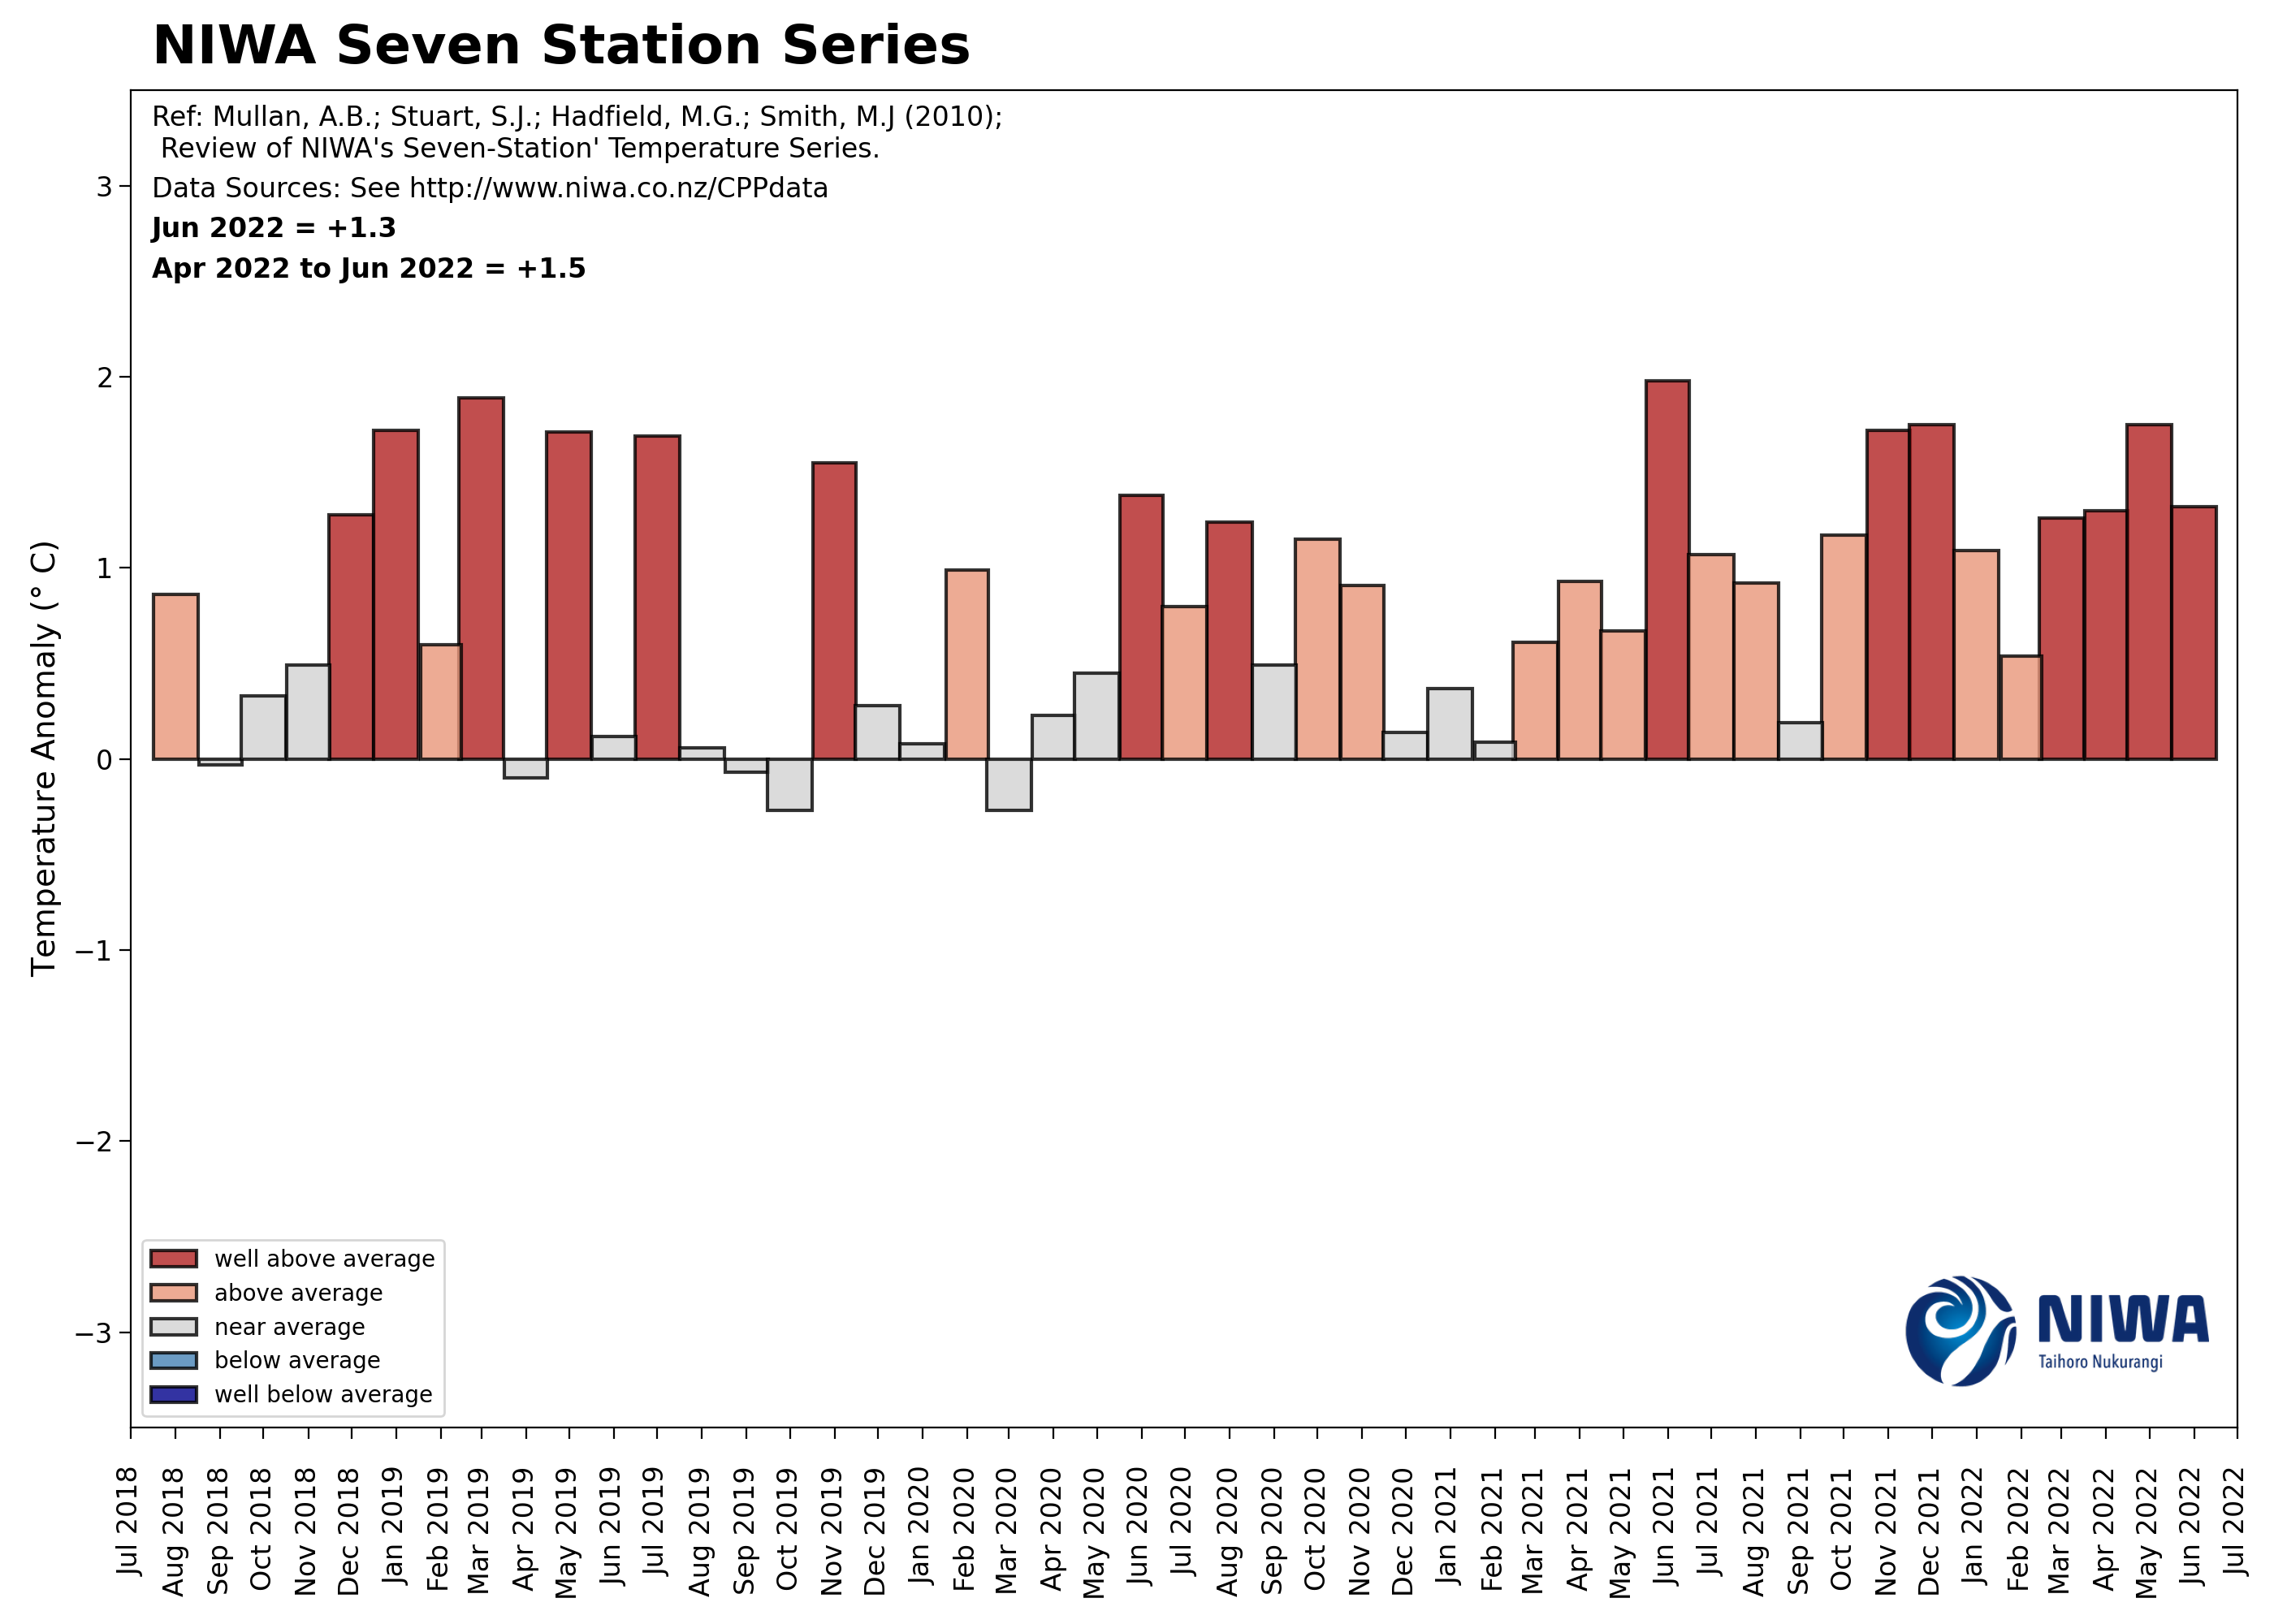 NIWA Seven Station Series
Ref: Mullan, A.B.; Stuart, S.J.; Hadfield, M.G.; Smith, M.J (2010);
Review of NIWA's Seven-Station' Temperature Series.
Data Sources: See http://www.niwa.co.nz/CPPdata
Jun 2022 = +1.3
Apr 2022 to Jun 2022 = +1.5
Temperature Anomaly (° C)
3
2
1
0
−1
−2
−3
well above average
above average
near average
below average
well below average
NIWA
Taihoro Nukurangi
Jul 2018
Aug 2018
Sep 2018
Oct 2018
Nov 2018
Dec 2018
Jan 2019
Feb 2019
Mar 2019
Apr 2019
May 2019
Jun 2019
Jul 2019
Aug 2019
Sep 2019
Oct 2019
Nov 2019
Dec 2019
Jan 2020
Feb 2020
Mar 2020
Apr 2020
May 2020
Jun 2020
Jul 2020
Aug 2020
Sep 2020
Oct 2020
Nov 2020
Dec 2020
Jan 2021
Feb 2021
Mar 2021
Apr 2021
May 2021
Jun 2021
Jul 2021
Aug 2021
Sep 2021
Oct 2021
Nov 2021
Dec 2021
Jan 2022
Feb 2022
Mar 2022
Apr 2022
May 2022
Jun 2022
Jul 2022